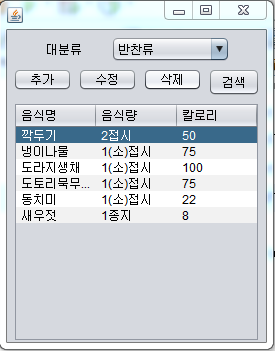 대분류 반찬류
추가 수정 삭제 검색
음식명 음식량 칼로리
깍두기 2접시 50
냉이나물 1(소)접시 75
도라지생채 1(소)접시 100
도토리묵무... 1(소)접시 75
동치미 1(소)접시 22
새우젓 1종지 8